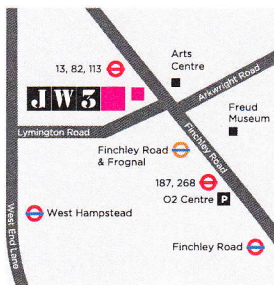 13, 82, 113
Arts
Centre
Arkwright Road
JW3
Freud
Museum
Lymington Road
Finchley Road
Finchley Road
& Frognal
187, 268
O2 Centre P
West Hampstead
West End Lane
Finchley Road